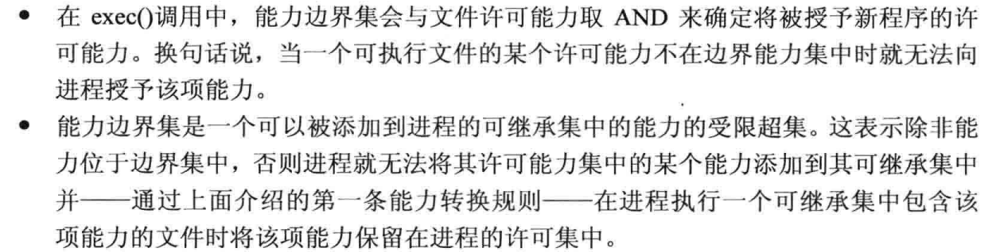 ● 在 exec()调用中，能力边界集会与文件许可能力取 AND 来确定将被授予新程序的许
可能力。换句话说，当一个可执行文件的某个许可能力不在边界能力集中时就无法向
进程授予该项能力。
● 能力边界集是一个可以被添加到进程的可继承集中的能力的受限超集。这表示除非能
力位于边界集中，否则进程就无法将其许可能力集中的某个能力添加到其可继承集中
并——通过上面介绍的第一条能力转换规则——在进程执行一个可继承集中包含该
项能力的文件时将该项能力保留在进程的许可集中。